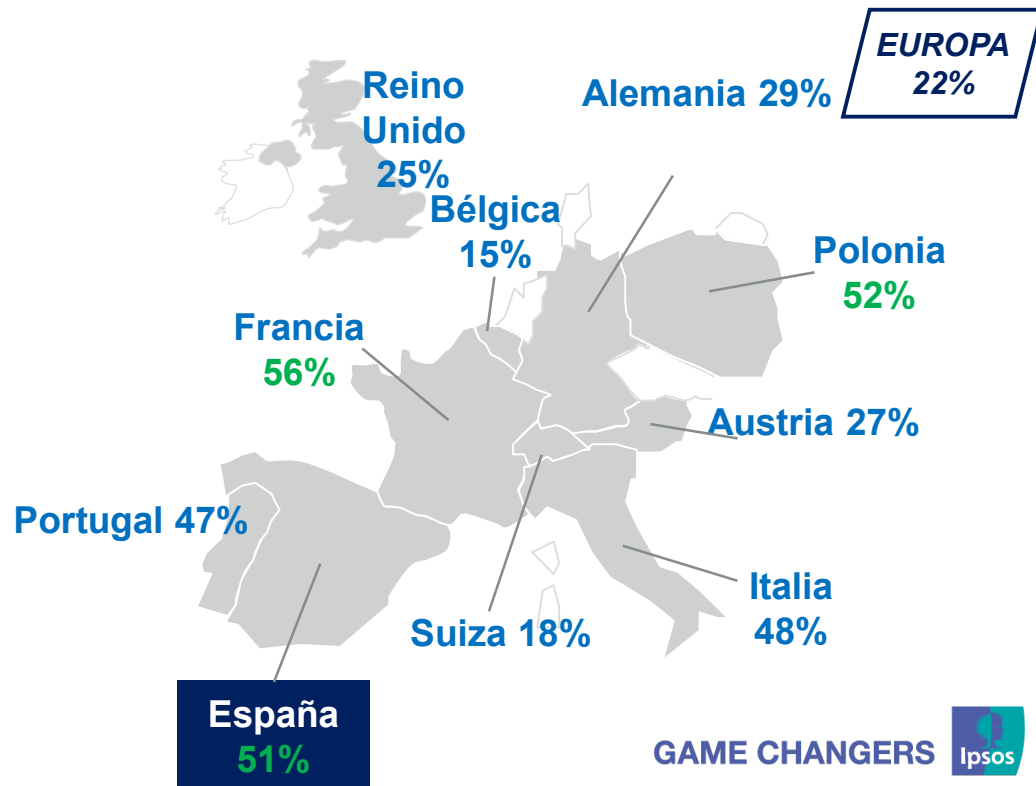 EUROPA
22%
Reino
Unido
25%
Alemania 29%
Bélgica
15%
Polonia
52%
Francia
56%
Austria 27%
Portugal 47%
Italia
48%
Suiza 18%
España
51%
GAME CHANGERS
Ipsos